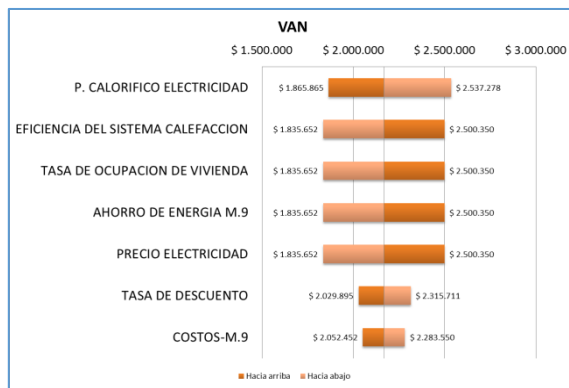 VAN
$ 1.500.000 $ 2.000.000 $ 2.500.000 $ 3.000.000
P. CALORIFICO ELECTRICIDAD $ 1.865.865 $ 2.537.278
EFICIENCIA DEL SISTEMA CALEFACCION $ 1.835.652 $ 2.500.350
TASA DE OCUPACION DE VIVIENDA $ 1.835.652 $ 2.500.350
AHORRO DE ENERGIA M.9 $ 1.835.652 $ 2.500.350
PRECIO ELECTRICIDAD $ 1.835.652 $ 2.500.350
TASA DE DESCUENTO $ 2.029.895 $ 2.315.711
COSTOS-M.9 $ 2.052.452 $ 2.283.550
Hacia arriba Hacia abajo